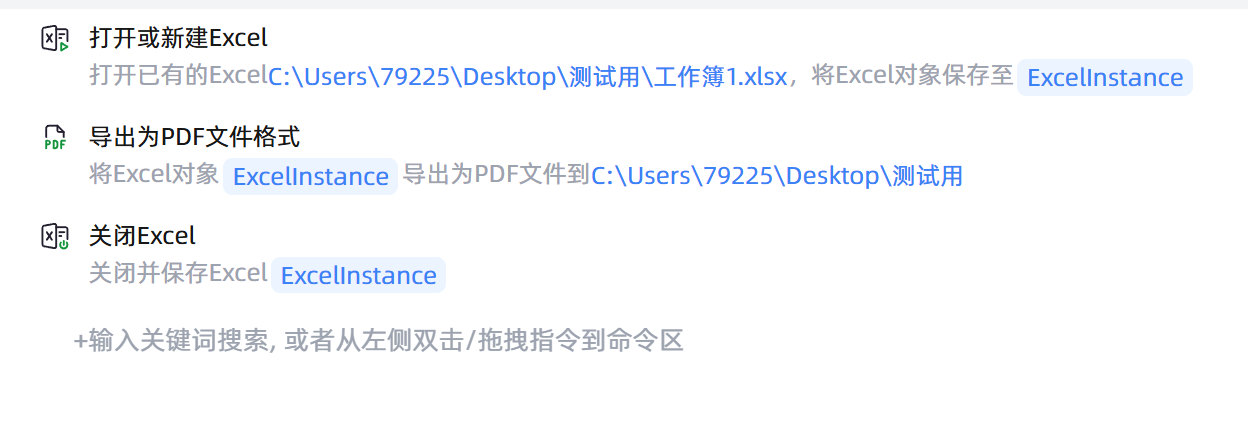 打开或新建Excel
打开已有的ExcelC:\Users\79225\Desktop\测试用\工作簿1.xlsx，将Excel对象保存至 ExcelInstance
PDF
导出为PDF文件格式
将Excel对象 ExcelInstance 导出为PDF文件到C:\Users\79225\Desktop\测试用
关闭Excel
关闭并保存Excel ExcelInstance
+输入关键词搜索, 或者从左侧双击/拖拽指令到命令区